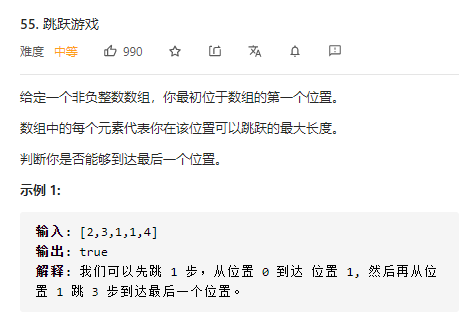 55. 跳跃游戏
难度 中等 990
给定一个非负整数数组，你最初位于数组的第一个位置。
数组中的每个元素代表你在该位置可以跳跃的最大长度。
判断你是否能够到达最后一个位置。
示例 1:
输入: [2,3,1,1,4]
输出: true
解释: 我们可以先跳 1 步，从位置 0 到达 位置 1, 然后再从位
置 1 跳 3 步到达最后一个位置。